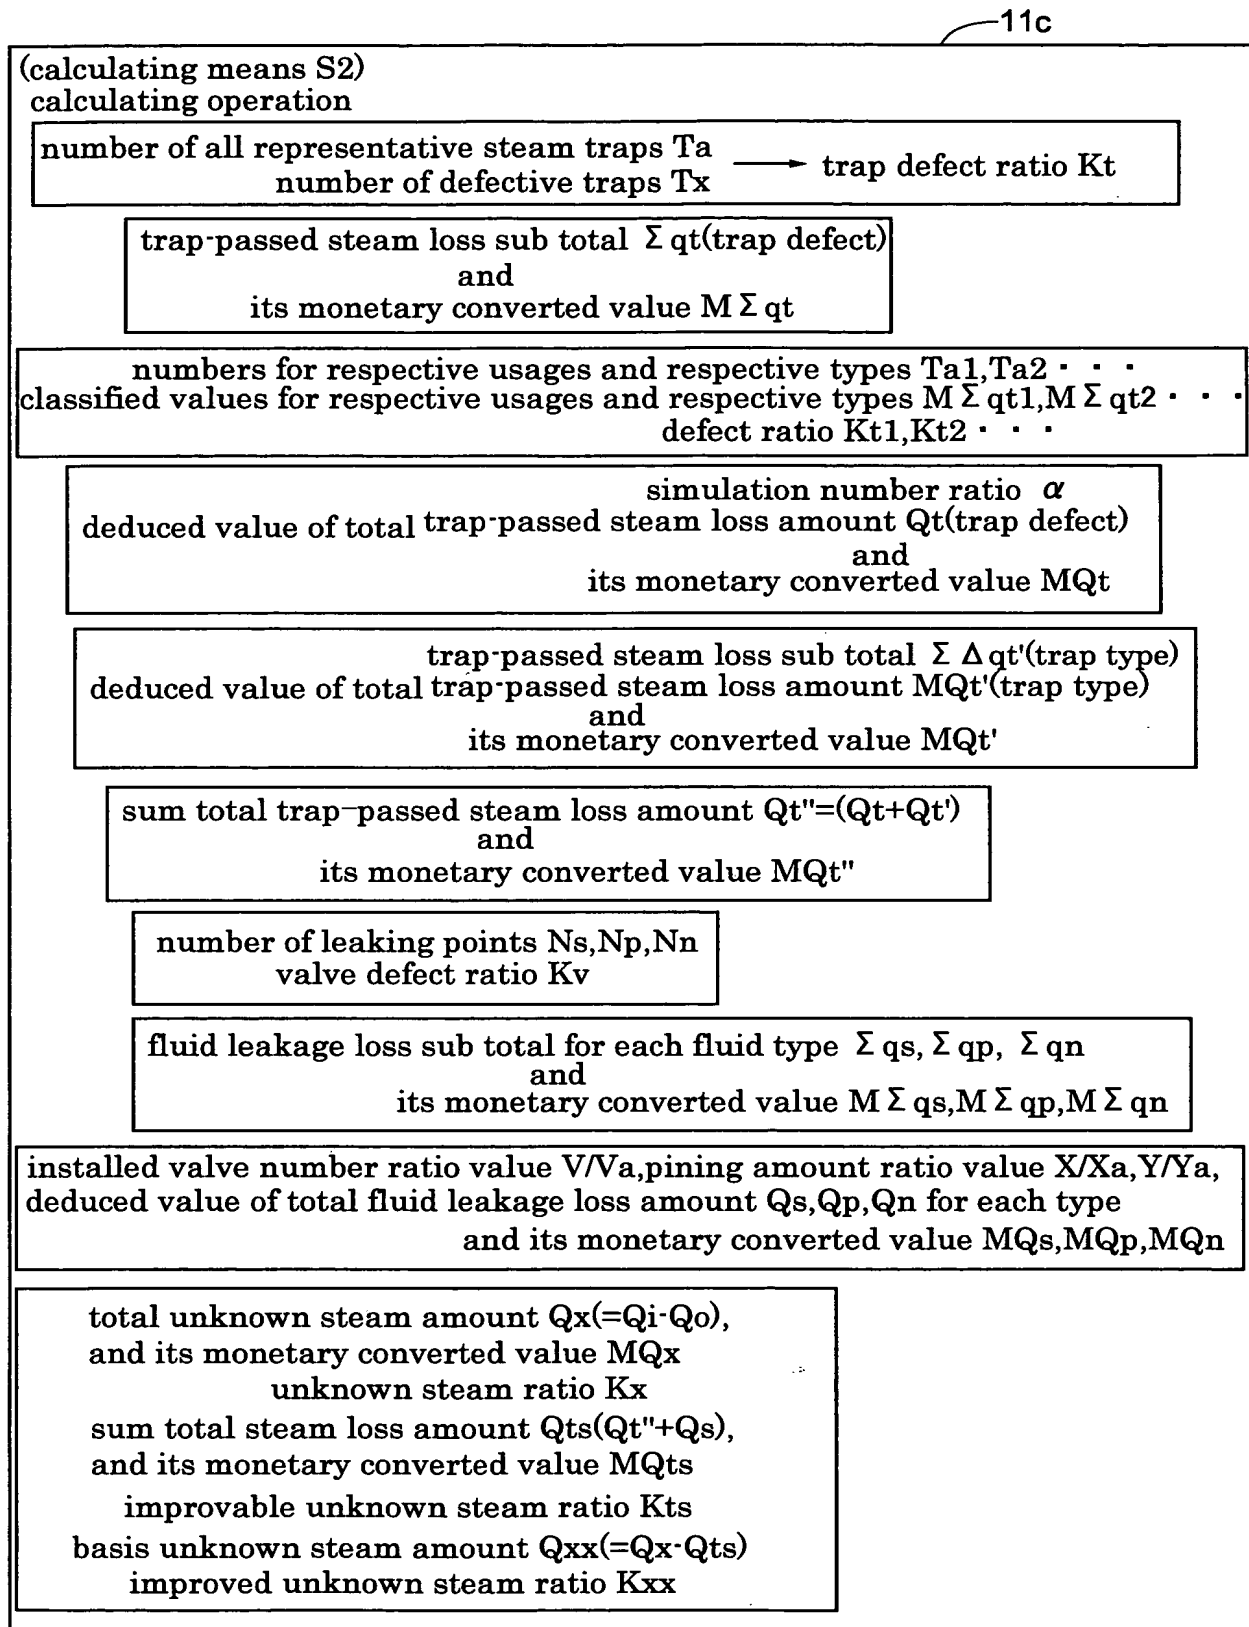 11c
(calculating means S2)
calculating operation
number of all representative steam traps Ta
number of defective traps Tx
→ trap defect ratio Kt
trap-passed steam loss sub total Σ qt(trap defect)
and
its monetary converted value M Σ qt
numbers for respective usages and respective types Ta1,Ta2 · · ·
classified values for respective usages and respective types M Σ qt1,M Σ qt2 · · ·
defect ratio Kt1,Kt2 · · ·
simulation number ratio α
deduced value of total trap-passed steam loss amount Qt(trap defect)
and
its monetary converted value MQt
trap-passed steam loss sub total Σ Δ qt'(trap type)
deduced value of total trap-passed steam loss amount MQt'(trap type)
and
its monetary converted value MQt'
sum total trap-passed steam loss amount Qt''=(Qt+Qt')
and
its monetary converted value MQt''
number of leaking points Ns,Np,Nn
valve defect ratio Kv
fluid leakage loss sub total for each fluid type Σ qs, Σ qp, Σ qn
and
its monetary converted value M Σ qs,M Σ qp,M Σ qn
installed valve number ratio value V/Va,pining amount ratio value X/Xa,Y/Ya,
deduced value of total fluid leakage loss amount Qs,Qp,Qn for each type
and its monetary converted value MQs,MQp,MQn
total unknown steam amount Qx(=Qi-Qo),
and its monetary converted value MQx
unknown steam ratio Kx
sum total steam loss amount Qts(Qt''+Qs),
and its monetary converted value MQts
improvable unknown steam ratio Kts
basis unknown steam amount Qxx(=Qx-Qts)
improved unknown steam ratio Kxx